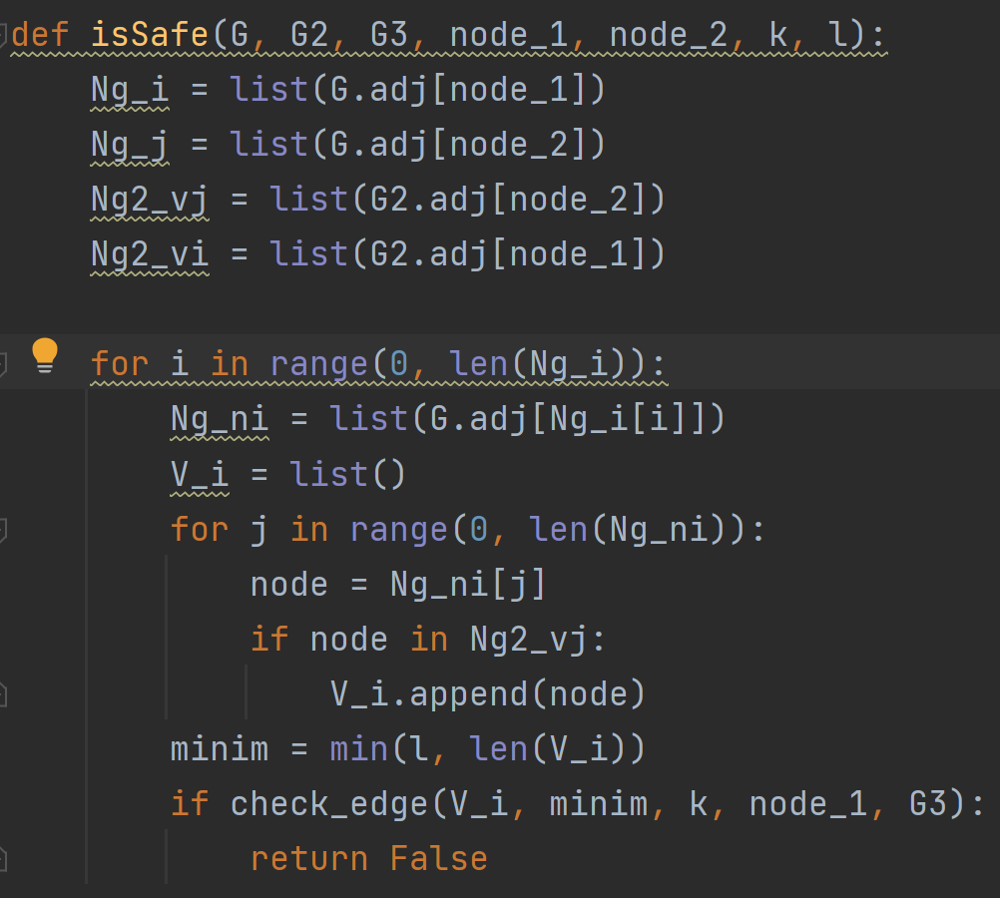 def isSafe(G, G2, G3, node_1, node_2, k, l):
    Ng_i = list(G.adj[node_1])
    Ng_j = list(G.adj[node_2])
    Ng2_vj = list(G2.adj[node_2])
    Ng2_vi = list(G2.adj[node_1])

    for i in range(0, len(Ng_i)):
        Ng_ni = list(G.adj[Ng_i[i]])
        V_i = list()
        for j in range(0, len(Ng_ni)):
            node = Ng_ni[j]
            if node in Ng2_vj:
                V_i.append(node)
        minim = min(l, len(V_i))
        if check_edge(V_i, minim, k, node_1, G3):
            return False